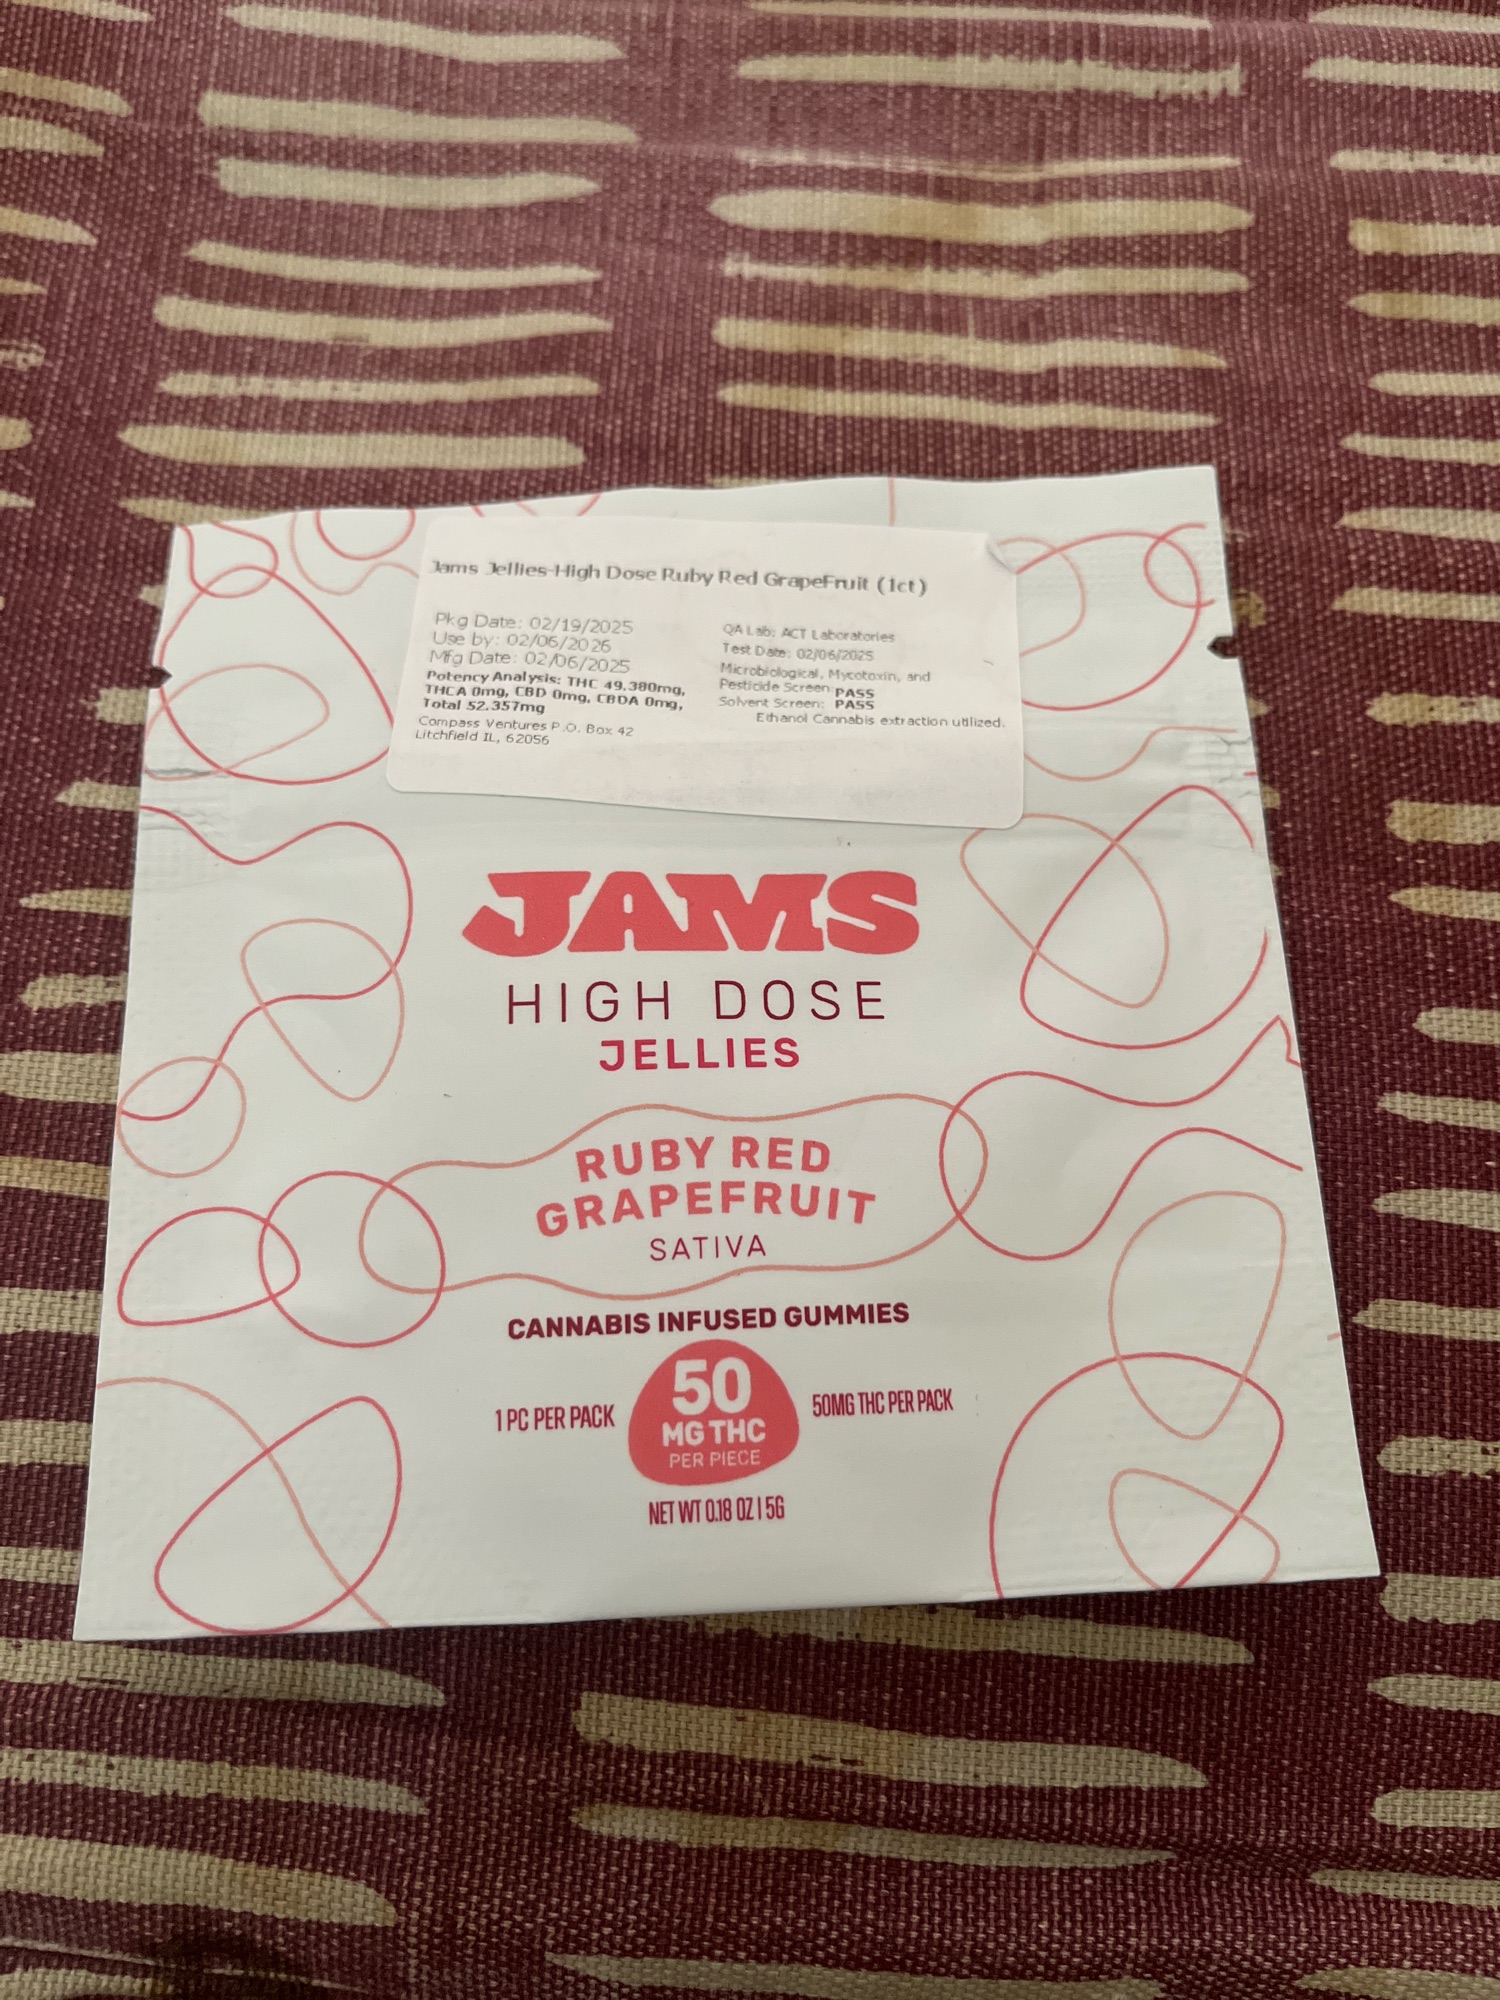 Jams Jellies-High Dose Ruby Red GrapeFruit (1ct)
Pkg Date: 02/19/2025
Use by: 02/06/2026
Mfg Date: 02/06/2025
Potency Analysis: THC 49.380mg,
THCA 0mg, CBD 0mg, CBDA 0mg,
Total 52.357mg
Compass Ventures P.O. Box 42
Litchfield IL, 62056
QA Lab: ACT Laboratories
Test Date: 02/06/2025
Microbiological, Mycotoxin, and
Pesticide Screen: PASS
Solvent Screen: PASS
Ethanol Cannabis extraction utilized.
JAMS
HIGH DOSE
JELLIES
RUBY RED
GRAPEFRUIT
SATIVA
CANNABIS INFUSED GUMMIES
1 PC PER PACK
50
MG THC
PER PIECE
50MG THC PER PACK
NET WT 0.18 OZ | 5G